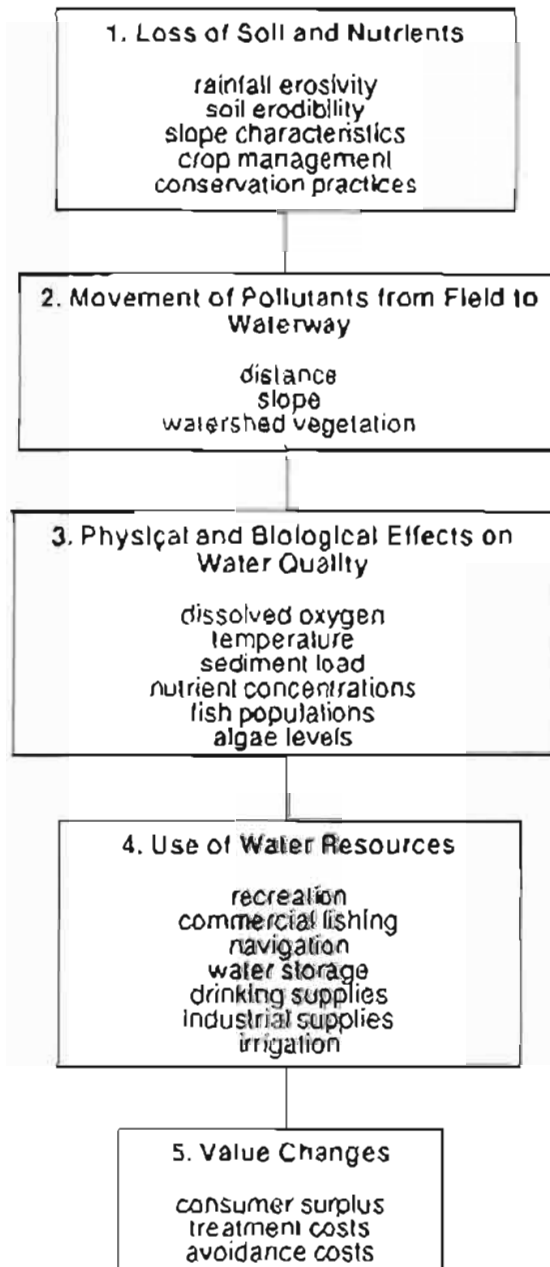 1. Loss of Soil and Nutrients
rainfall erosivity
soil erodibility
slope characteristics
crop management
conservation practices
2. Movement of Pollutants from Field to
Waterway
distance
slope
watershed vegetation
3. Physical and Biological Effects on
Water Quality
dissolved oxygen
temperature
sediment load
nutrient concentrations
fish populations
algae levels
4. Use of Water Resources
recreation
commercial fishing
navigation
water storage
drinking supplies
industrial supplies
irrigation
5. Value Changes
consumer surplus
treatment costs
avoidance costs